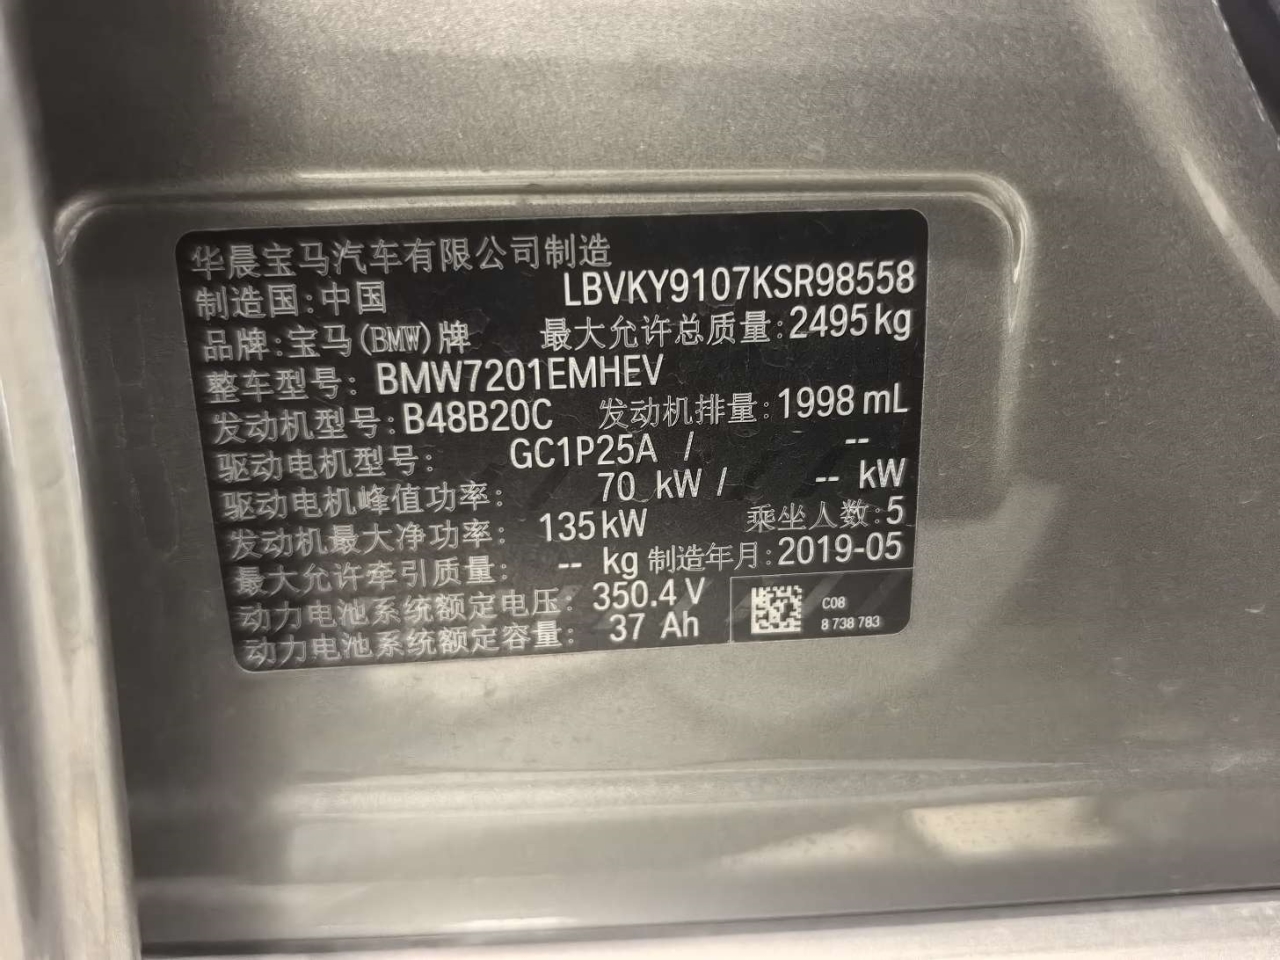 华晨宝马汽车有限公司制造
制造国:中国 LBVKY9107KSR98558
品牌:宝马(BMW)牌 最大允许总质量:2495kg
整车型号: BMW7201EMHEV
发动机型号:B48B20C 发动机排量:1998 mL
驱动电机型号: GC1P25A / --
驱动电机峰值功率: 70 kW / -- kW
发动机最大净功率: 135kW 乘坐人数:5
最大允许牵引质量: -- kg 制造年月:2019-05
动力电池系统额定电压: 350.4 V
动力电池系统额定容量: 37 Ah
C08
8 738 783